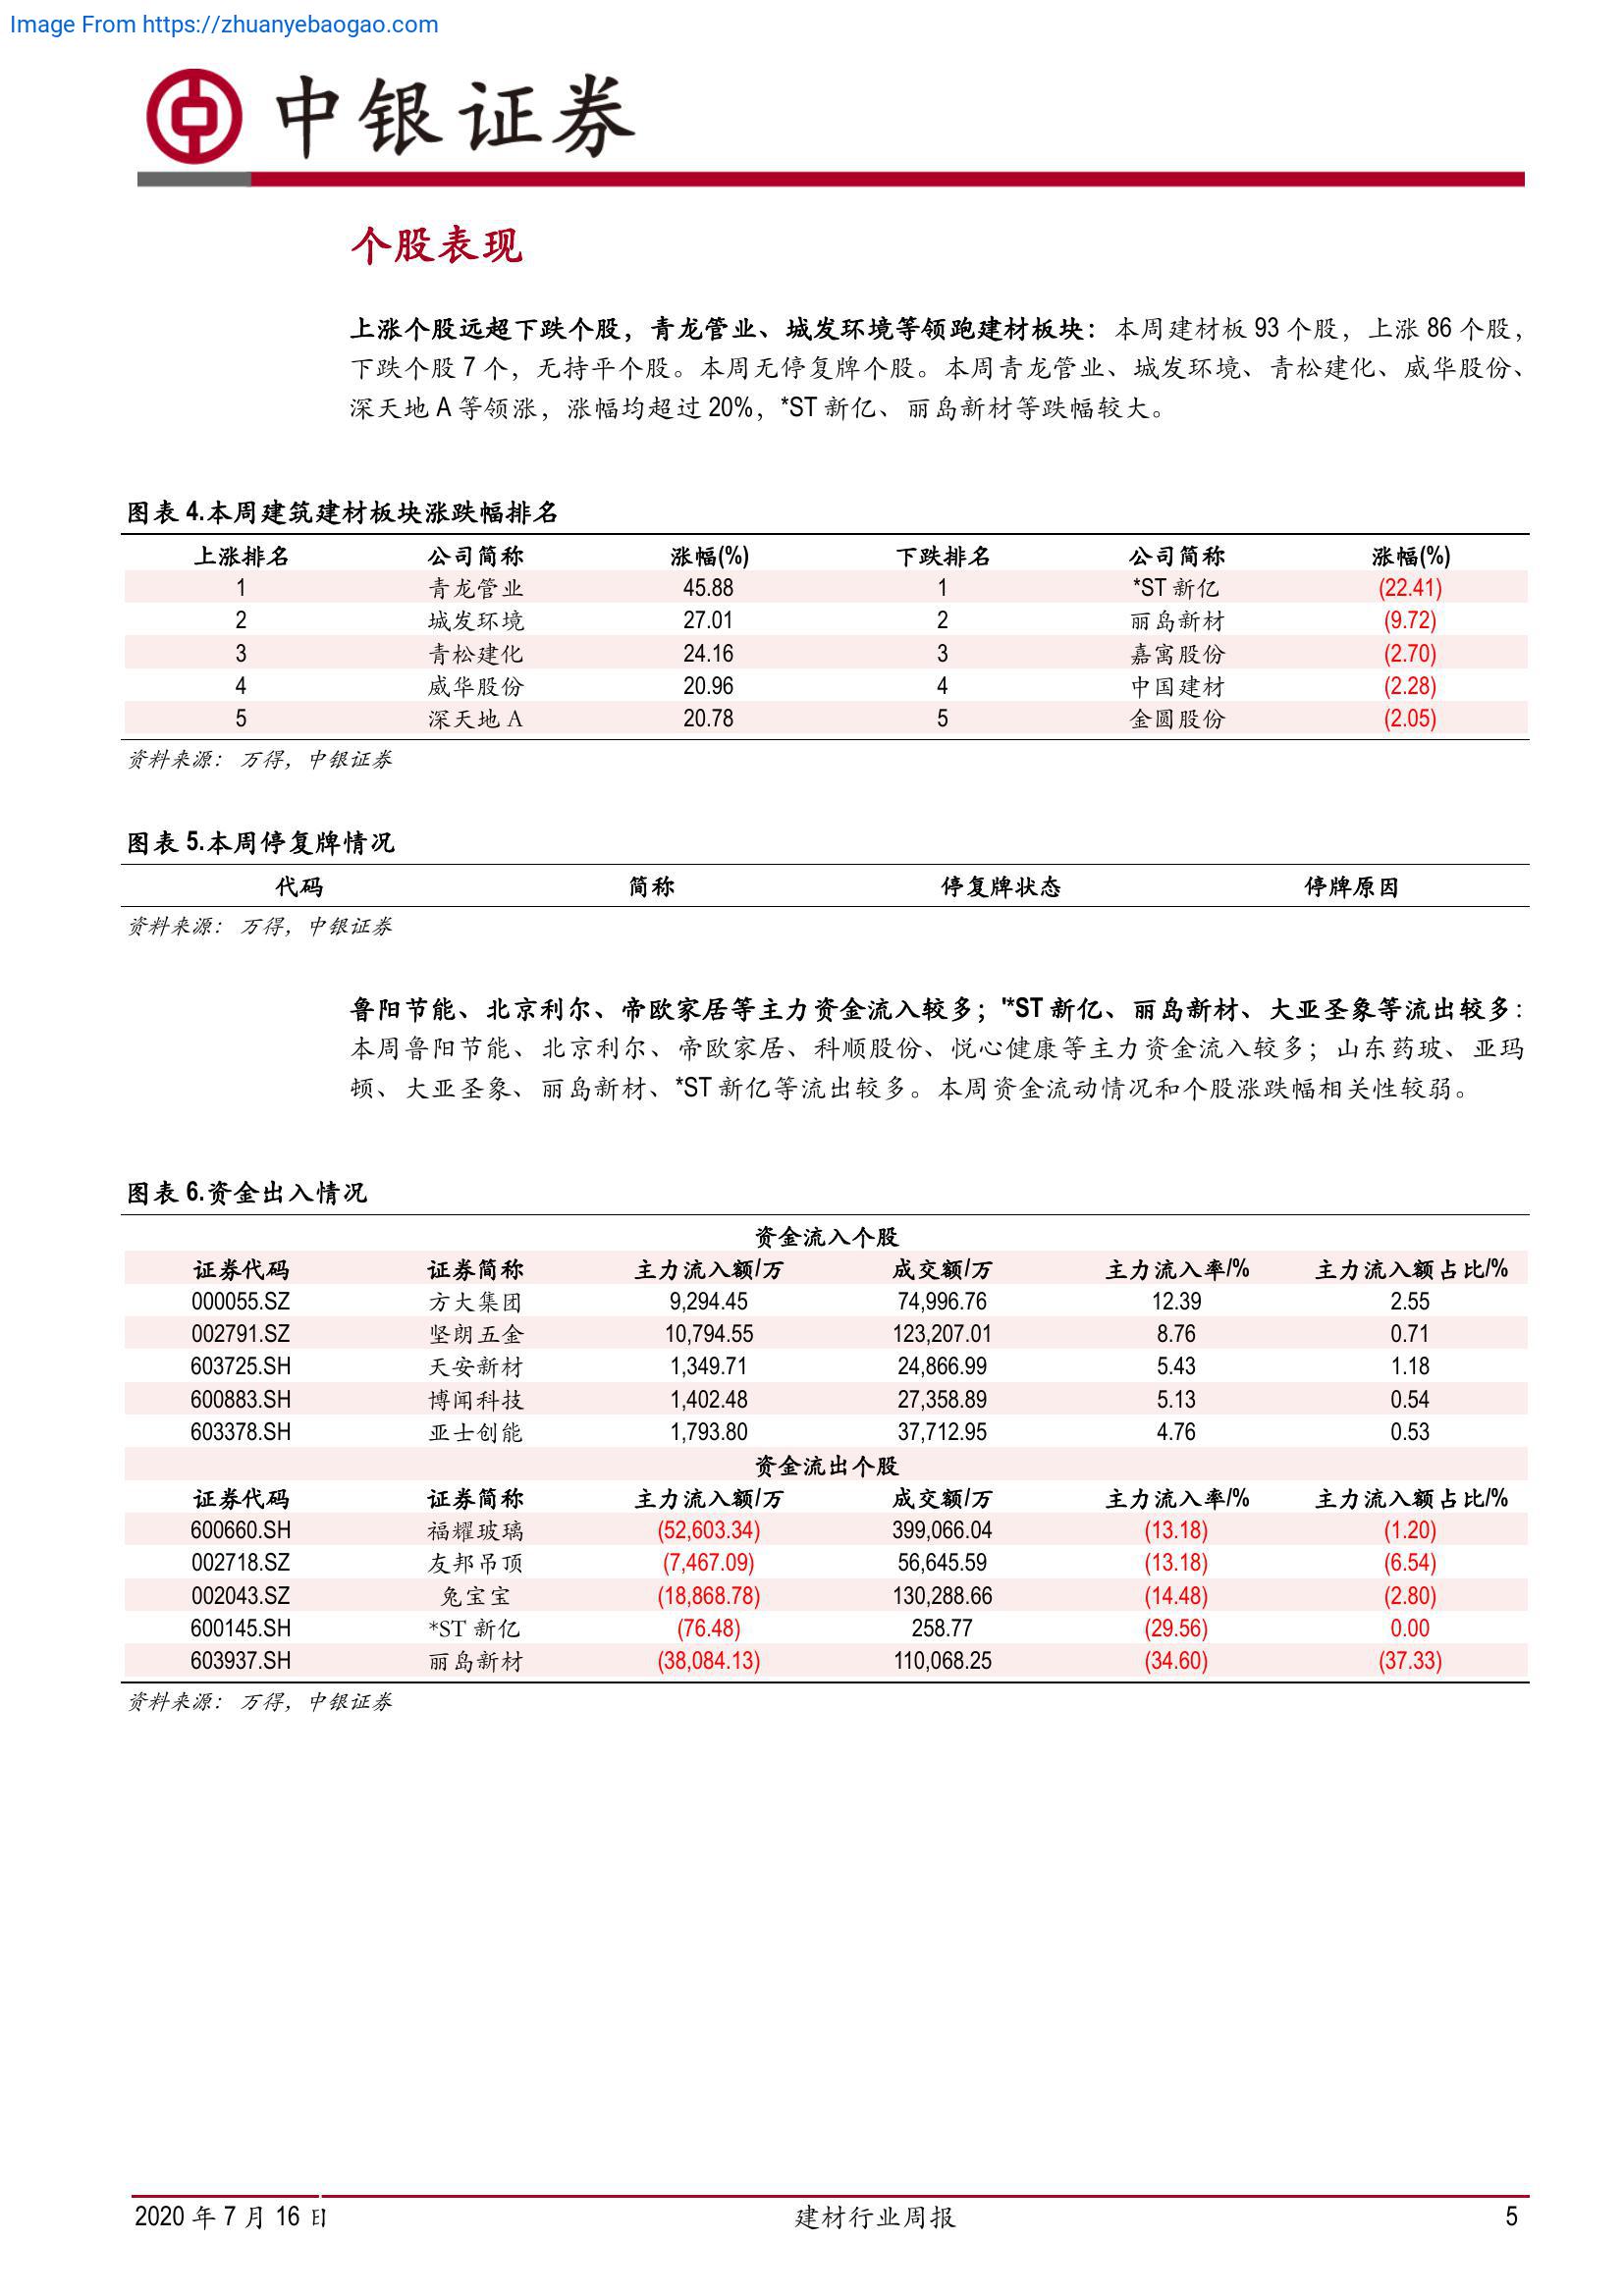 Image From https://zhuanyebaogao.com
中银证券
个股表现
上涨个股远超下跌个股，青龙管业、城发环境等领跑建材板块：本周建材板 93 个股，上涨 86 个股，
下跌个股 7 个，无持平个股。本周无停复牌个股。本周青龙管业、城发环境、青松建化、威华股份、
深天地 A 等领涨，涨幅均超过 20%，*ST 新亿、丽岛新材等跌幅较大。
图表 4.本周建筑建材板块涨跌幅排名
上涨排名 公司简称 涨幅(%) 下跌排名 公司简称 涨幅(%)
1 青龙管业 45.88 1 *ST 新亿 (22.41)
2 城发环境 27.01 2 丽岛新材 (9.72)
3 青松建化 24.16 3 嘉寓股份 (2.70)
4 威华股份 20.96 4 中国建材 (2.28)
5 深天地 A 20.78 5 金圆股份 (2.05)
资料来源：万得，中银证券
图表 5.本周停复牌情况
代码 简称 停复牌状态 停牌原因
资料来源：万得，中银证券
鲁阳节能、北京利尔、帝欧家居等主力资金流入较多；'*ST 新亿、丽岛新材、大亚圣象等流出较多：
本周鲁阳节能、北京利尔、帝欧家居、科顺股份、悦心健康等主力资金流入较多；山东药玻、亚玛
顿、大亚圣象、丽岛新材、*ST 新亿等流出较多。本周资金流动情况和个股涨跌幅相关性较弱。
图表 6.资金出入情况
资金流入个股
证券代码 证券简称 主力流入额/万 成交额/万 主力流入率/% 主力流入额占比/%
000055.SZ 方大集团 9,294.45 74,996.76 12.39 2.55
002791.SZ 坚朗五金 10,794.55 123,207.01 8.76 0.71
603725.SH 天安新材 1,349.71 24,866.99 5.43 1.18
600883.SH 博闻科技 1,402.48 27,358.89 5.13 0.54
603378.SH 亚士创能 1,793.80 37,712.95 4.76 0.53
资金流出个股
证券代码 证券简称 主力流入额/万 成交额/万 主力流入率/% 主力流入额占比/%
600660.SH 福耀玻璃 (52,603.34) 399,066.04 (13.18) (1.20)
002718.SZ 友邦吊顶 (7,467.09) 56,645.59 (13.18) (6.54)
002043.SZ 兔宝宝 (18,868.78) 130,288.66 (14.48) (2.80)
600145.SH *ST 新亿 (76.48) 258.77 (29.56) 0.00
603937.SH 丽岛新材 (38,084.13) 110,068.25 (34.60) (37.33)
资料来源：万得，中银证券
2020 年 7 月 16 日 建材行业周报 5